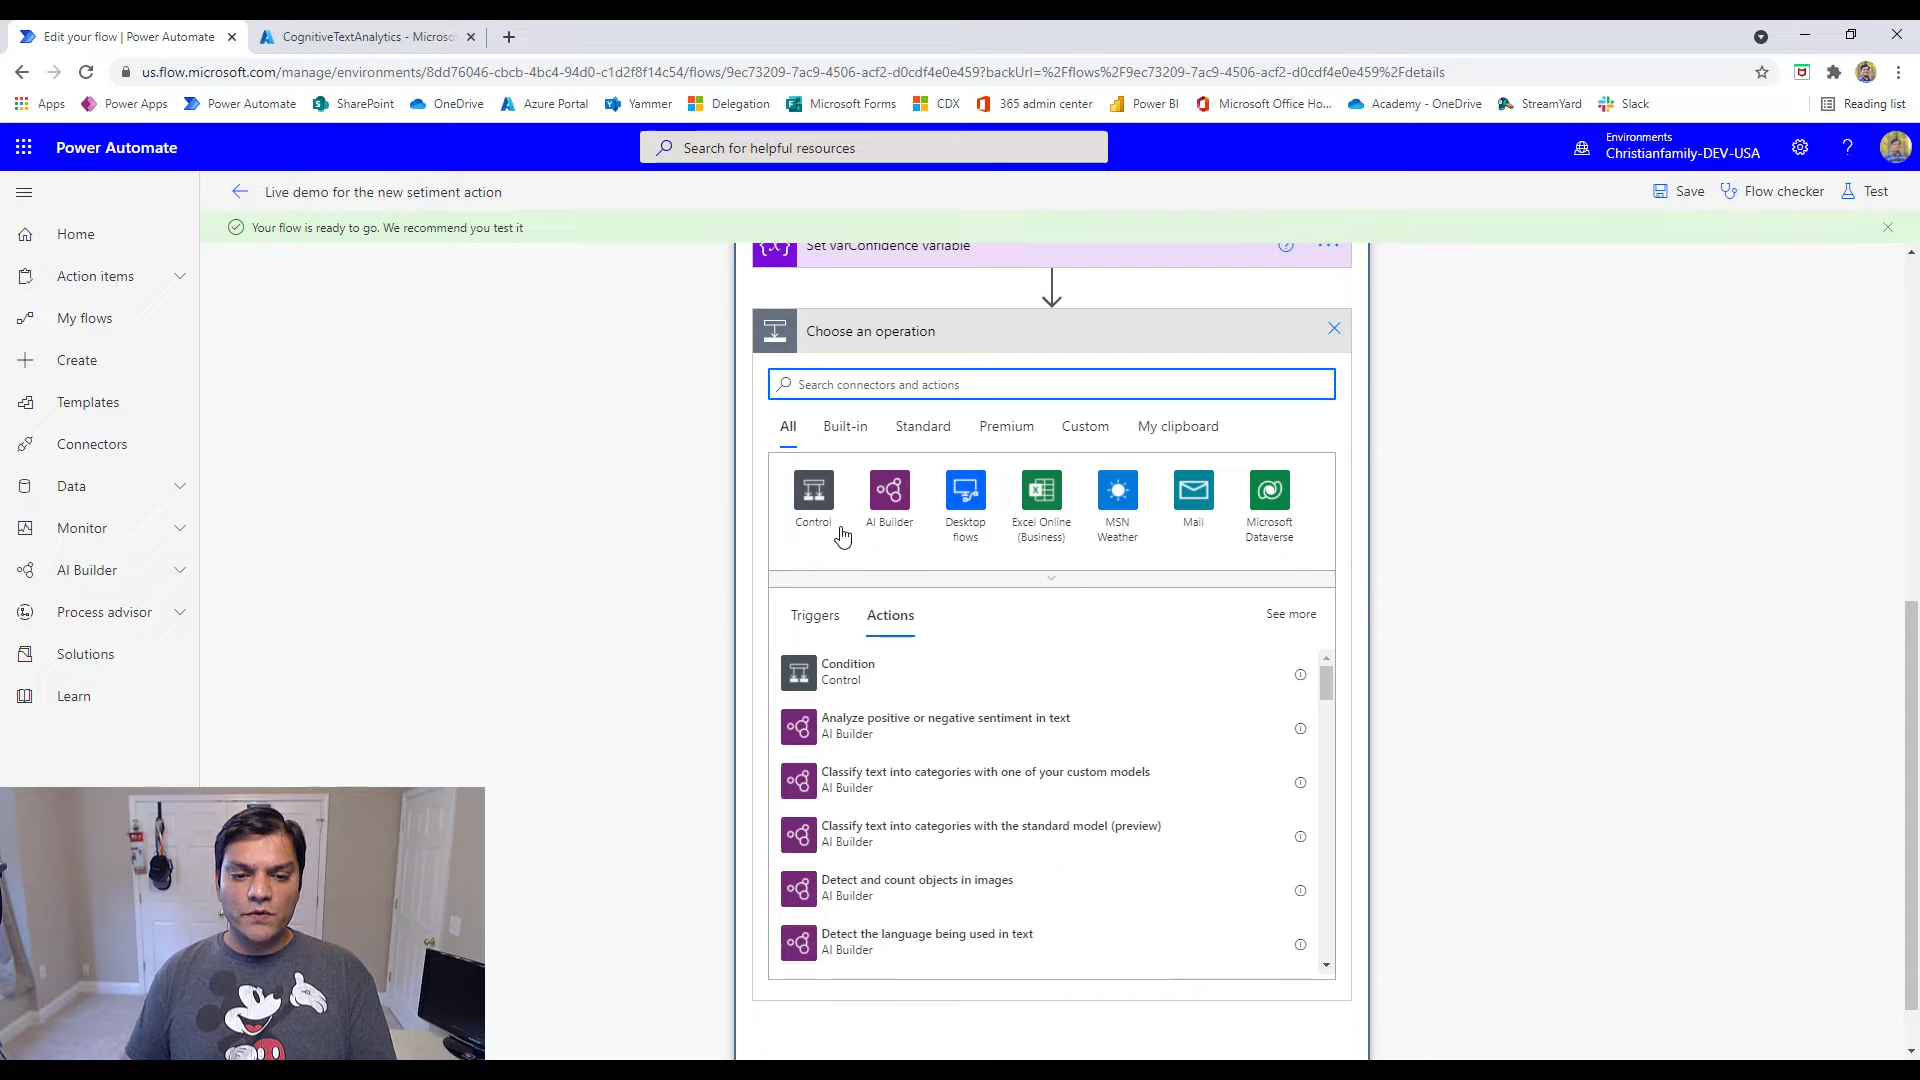 Edit your flow | Power Automate
CognitiveTextAnalytics - Microso
us.flow.microsoft.com/manage/environments/8dd76046-cbcb-4bc4-94d0-c1d2f8f14c54/flows/9ec73209-7ac9-4506-acf2-d0cdf4e0e459?backUrl=%2Fflows%2F9ec73209-7ac9-4506-acf2-d0cdf4e0e459%2Fdetails
Apps Power Apps Power Automate SharePoint OneDrive Azure Portal Yammer Delegation Microsoft Forms CDX 365 admin center Power BI Microsoft Office Ho... Academy - OneDrive StreamYard Slack Reading list
Power Automate
Search for helpful resources
Environments
Christianfamily-DEV-USA
Live demo for the new setiment action
Save Flow checker Test
Your flow is ready to go. We recommend you test it
Home
Action items
My flows
Create
Templates
Connectors
Data
Monitor
AI Builder
Process advisor
Solutions
Learn
Set varConfidence variable
Choose an operation
Search connectors and actions
All Built-in Standard Premium Custom My clipboard
Control
AI Builder
Desktop
flows
Excel Online
(Business)
MSN
Weather
Mail
Microsoft
Dataverse
Triggers Actions See more
Condition
Control
Analyze positive or negative sentiment in text
AI Builder
Classify text into categories with one of your custom models
AI Builder
Classify text into categories with the standard model (preview)
AI Builder
Detect and count objects in images
AI Builder
Detect the language being used in text
AI Builder